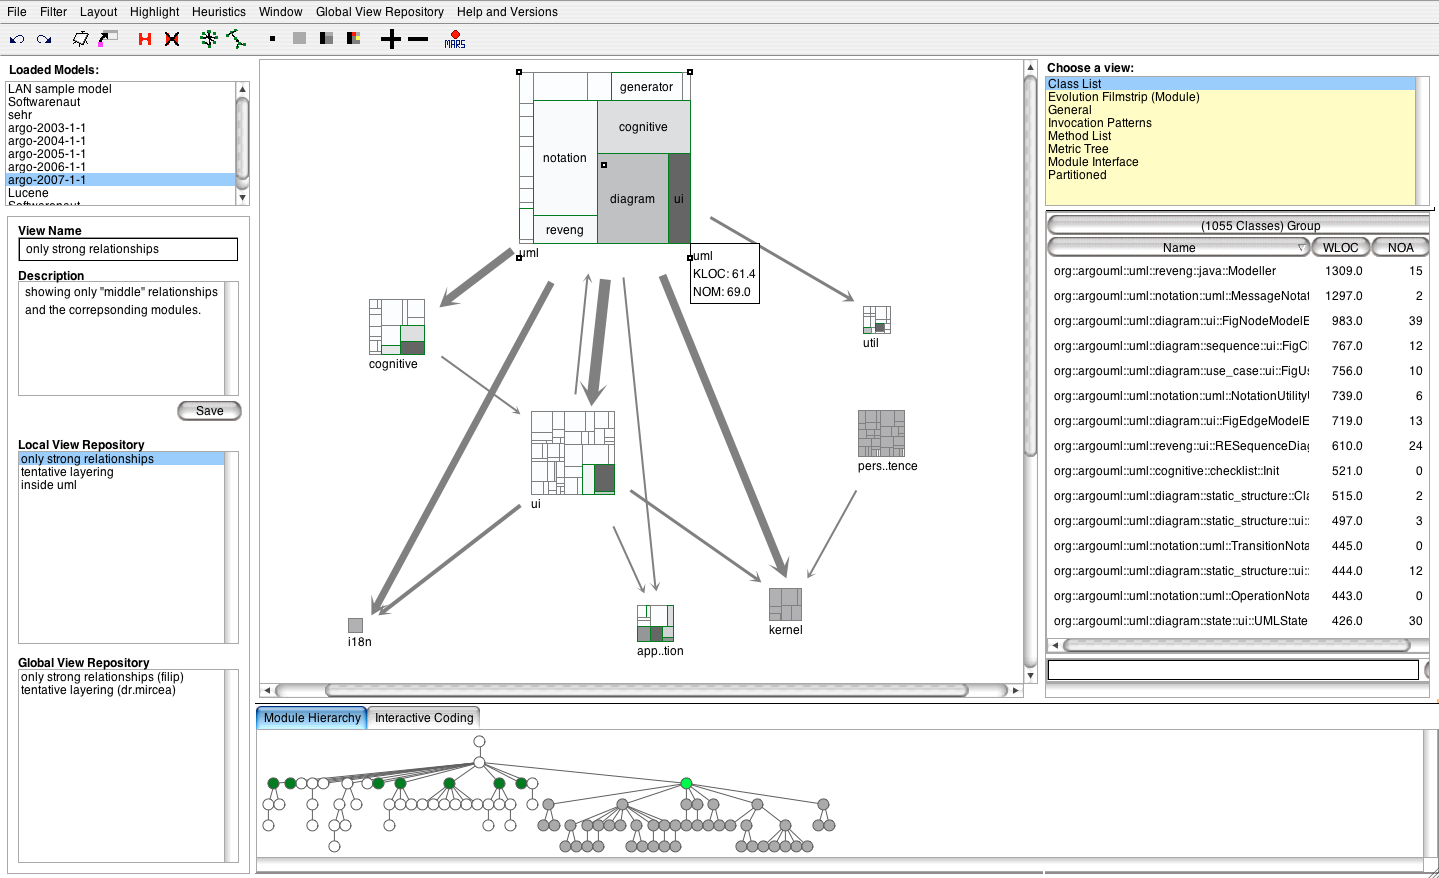 File Filter Layout Highlight Heuristics Window Global View Repository Help and Versions
MARS
Loaded Models:
LAN sample model
Softwarenaut
sehr
argo-2003-1-1
argo-2004-1-1
argo-2005-1-1
argo-2006-1-1
argo-2007-1-1
Lucene
Softwarenaut
View Name
only strong relationships
Description
showing only "middle" relationships
and the correpsonding modules.
Save
Local View Repository
only strong relationships
tentative layering
inside uml
Global View Repository
only strong relationships (filip)
tentative layering (dr.mircea)
generator
cognitive
notation
diagram
ui
reveng
uml
uml
KLOC: 61.4
NOM: 69.0
cognitive
util
ui
pers..tence
i18n
app..tion
kernel
Module Hierarchy Interactive Coding
Choose a view:
Class List
Evolution Filmstrip (Module)
General
Invocation Patterns
Method List
Metric Tree
Module Interface
Partitioned
(1055 Classes) Group
Name WLOC NOA
org::argouml::uml::reveng::java::Modeller 1309.0 15
org::argouml::uml::notation::uml::MessageNotat 1297.0 2
org::argouml::uml::diagram::ui::FigNodeModelE 983.0 39
org::argouml::uml::diagram::sequence::ui::FigC 767.0 12
org::argouml::uml::diagram::use_case::ui::FigUs 756.0 10
org::argouml::uml::notation::uml::NotationUtility 739.0 6
org::argouml::uml::diagram::ui::FigEdgeModelE 719.0 13
org::argouml::uml::reveng::ui::RESequenceDiag 610.0 24
org::argouml::uml::cognitive::checklist::Init 521.0 0
org::argouml::uml::diagram::static_structure::Cla 515.0 2
org::argouml::uml::diagram::static_structure::ui:: 497.0 3
org::argouml::uml::notation::uml::TransitionNota 445.0 0
org::argouml::uml::diagram::static_structure::ui:: 444.0 12
org::argouml::uml::notation::uml::OperationNota 443.0 0
org::argouml::uml::diagram::state::ui::UMLState 426.0 30